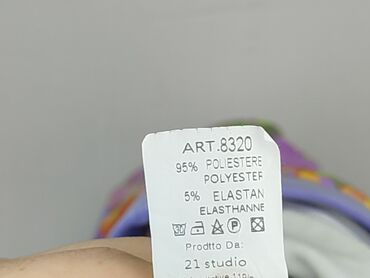 ART.8320
95% POLIESTERE
POLYESTER
5% ELASTAN
ELASTHANNE
P
Prodtto Da:
21 studio